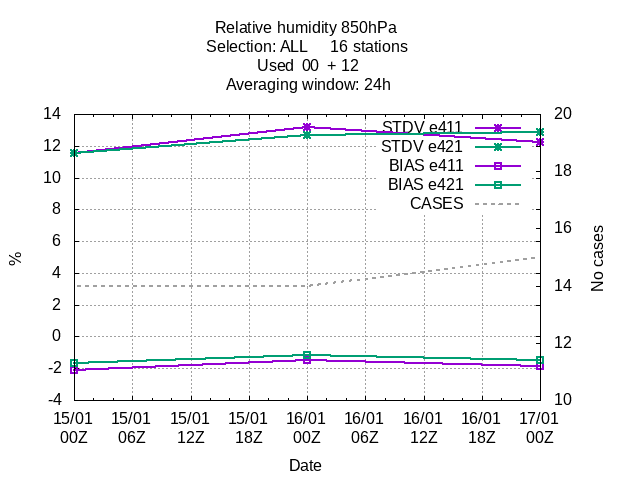 Relative humidity 850hPa
Selection: ALL     16 stations
Used  00  + 12
Averaging window: 24h
14
12
10
8
6
4
2
0
-2
-4
%
20
18
16
14
12
10
No cases
STDV e411
STDV e421
BIAS e411
BIAS e421
CASES
15/01 15/01 15/01 15/01 16/01 16/01 16/01 16/01 17/01
00Z 06Z 12Z 18Z 00Z 06Z 12Z 18Z 00Z
Date